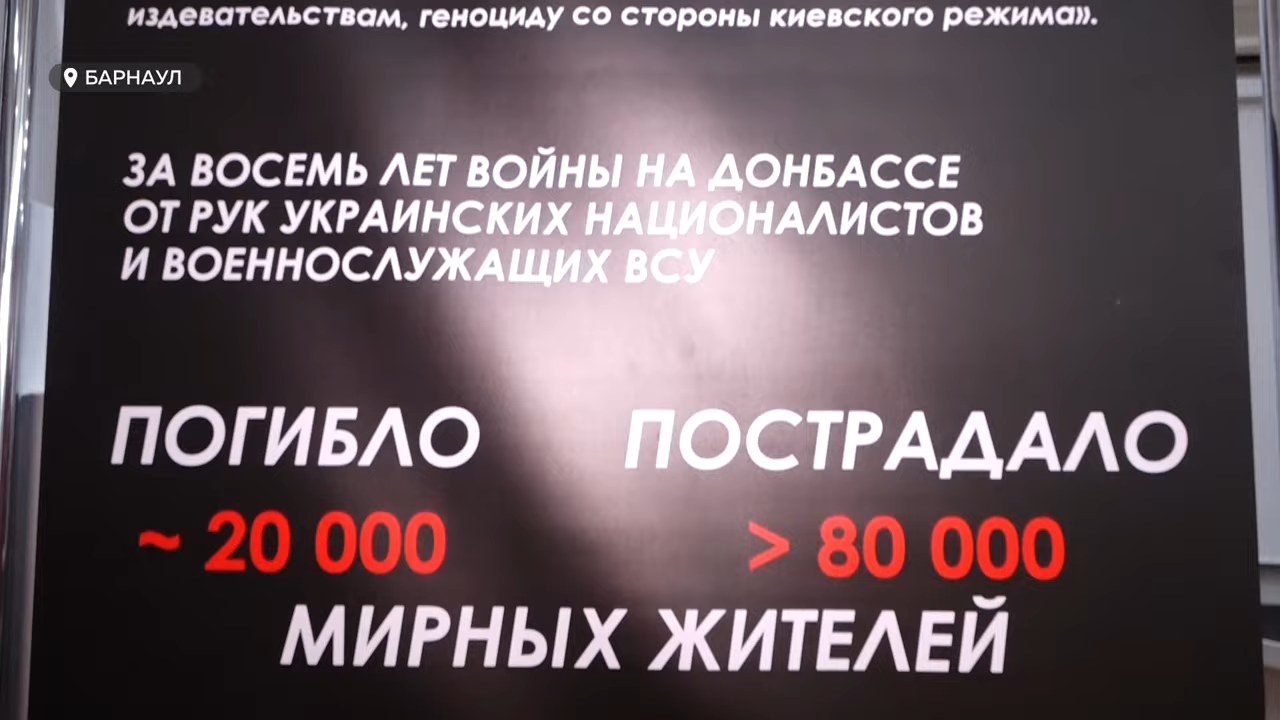 издевательствам, геноциду со стороны киевского режима».
БАРНАУЛ
ЗА ВОСЕМЬ ЛЕТ ВОЙНЫ НА ДОНБАССЕ
ОТ РУК УКРАИНСКИХ НАЦИОНАЛИСТОВ
И ВОЕННОСЛУЖАЩИХ ВСУ
ПОГИБЛО ПОСТРАДАЛО
~ 20 000 > 80 000
МИРНЫХ ЖИТЕЛЕЙ